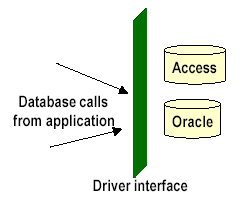 Access
Database calls
from application
Oracle
Driver interface